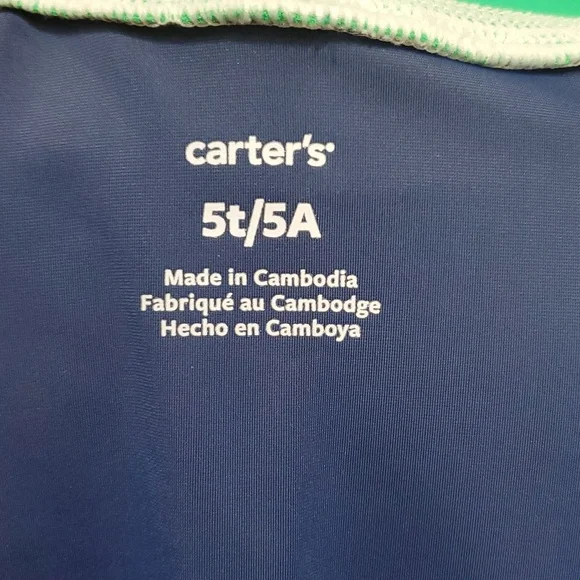 carter's
5t/5A
Made in Cambodia
Fabriqué au Cambodge
Hecho en Camboya